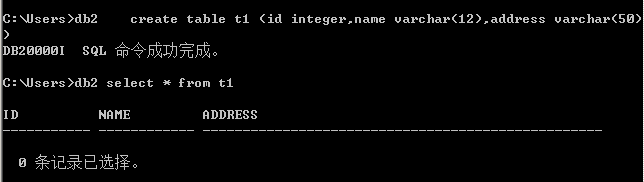 C:\Users>db2    create table t1 (id integer,name varchar(12),address varchar(50)
)
DB20000I  SQL 命令成功完成。
C:\Users>db2 select * from t1
ID          NAME         ADDRESS
----------- ------------ --------------------------------------------------
  0 条记录已选择。